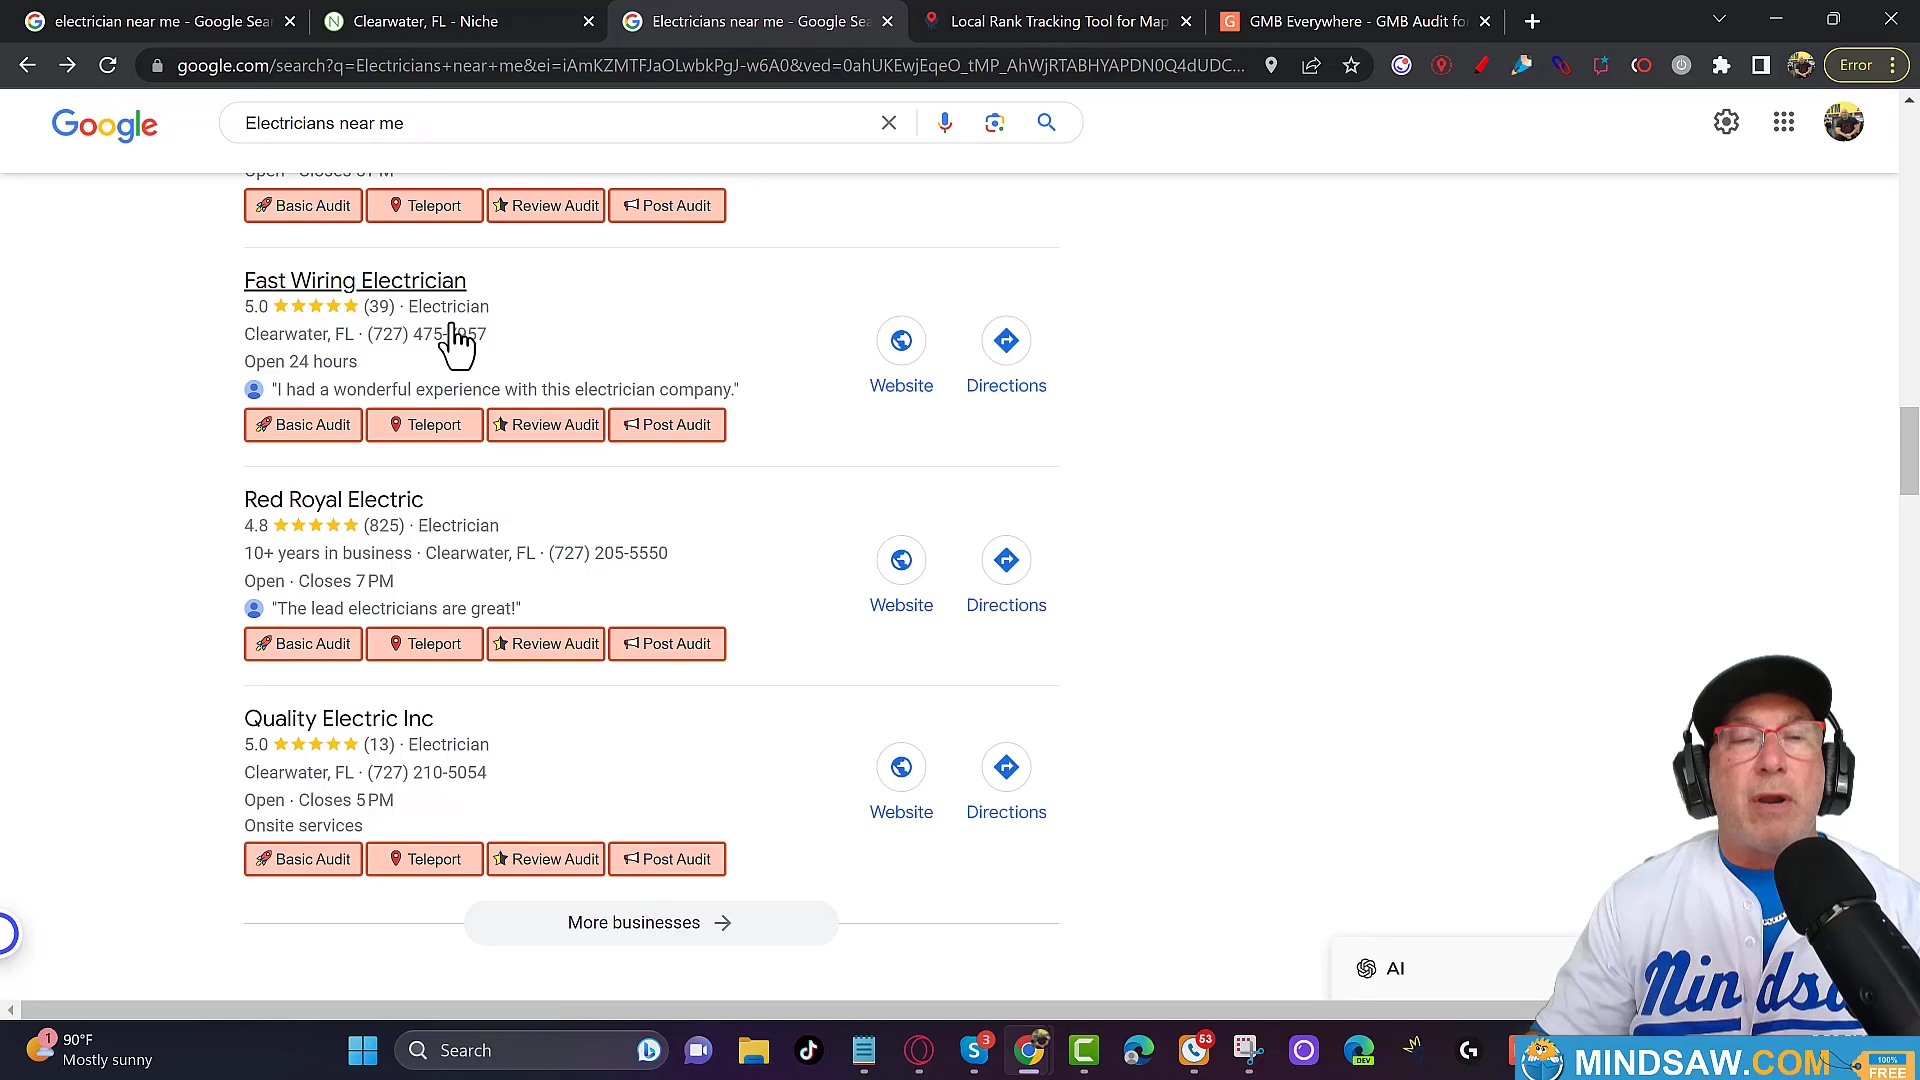 electrician near me - Google Sea
Clearwater, FL - Niche
Electricians near me - Google Sea
Local Rank Tracking Tool for Map
GMB Everywhere - GMB Audit fo
google.com/search?q=Electricians+near+me&ei=iAmKZMTFJaOLwbkPgJ-w6A0&ved=0ahUKEwjEqeO_tMP_AhWjRTABHYAPDN0Q4dUDC...
Error
Google
Electricians near me
Basic Audit
Teleport
Review Audit
Post Audit
Fast Wiring Electrician
5.0 (39) · Electrician
Clearwater, FL · (727) 475-
Open 24 hours
"I had a wonderful experience with this electrician company."
Website
Directions
Basic Audit
Teleport
Review Audit
Post Audit
Red Royal Electric
4.8 (825) · Electrician
10+ years in business · Clearwater, FL · (727) 205-5550
Open · Closes 7 PM
"The lead electricians are great!"
Website
Directions
Basic Audit
Teleport
Review Audit
Post Audit
Quality Electric Inc
5.0 (13) · Electrician
Clearwater, FL · (727) 210-5054
Open · Closes 5 PM
Onsite services
Website
Directions
Basic Audit
Teleport
Review Audit
Post Audit
More businesses
AI
1
90°F
Mostly sunny
Search
3
53
DEV
MINDSAW.COM
100%
FREE